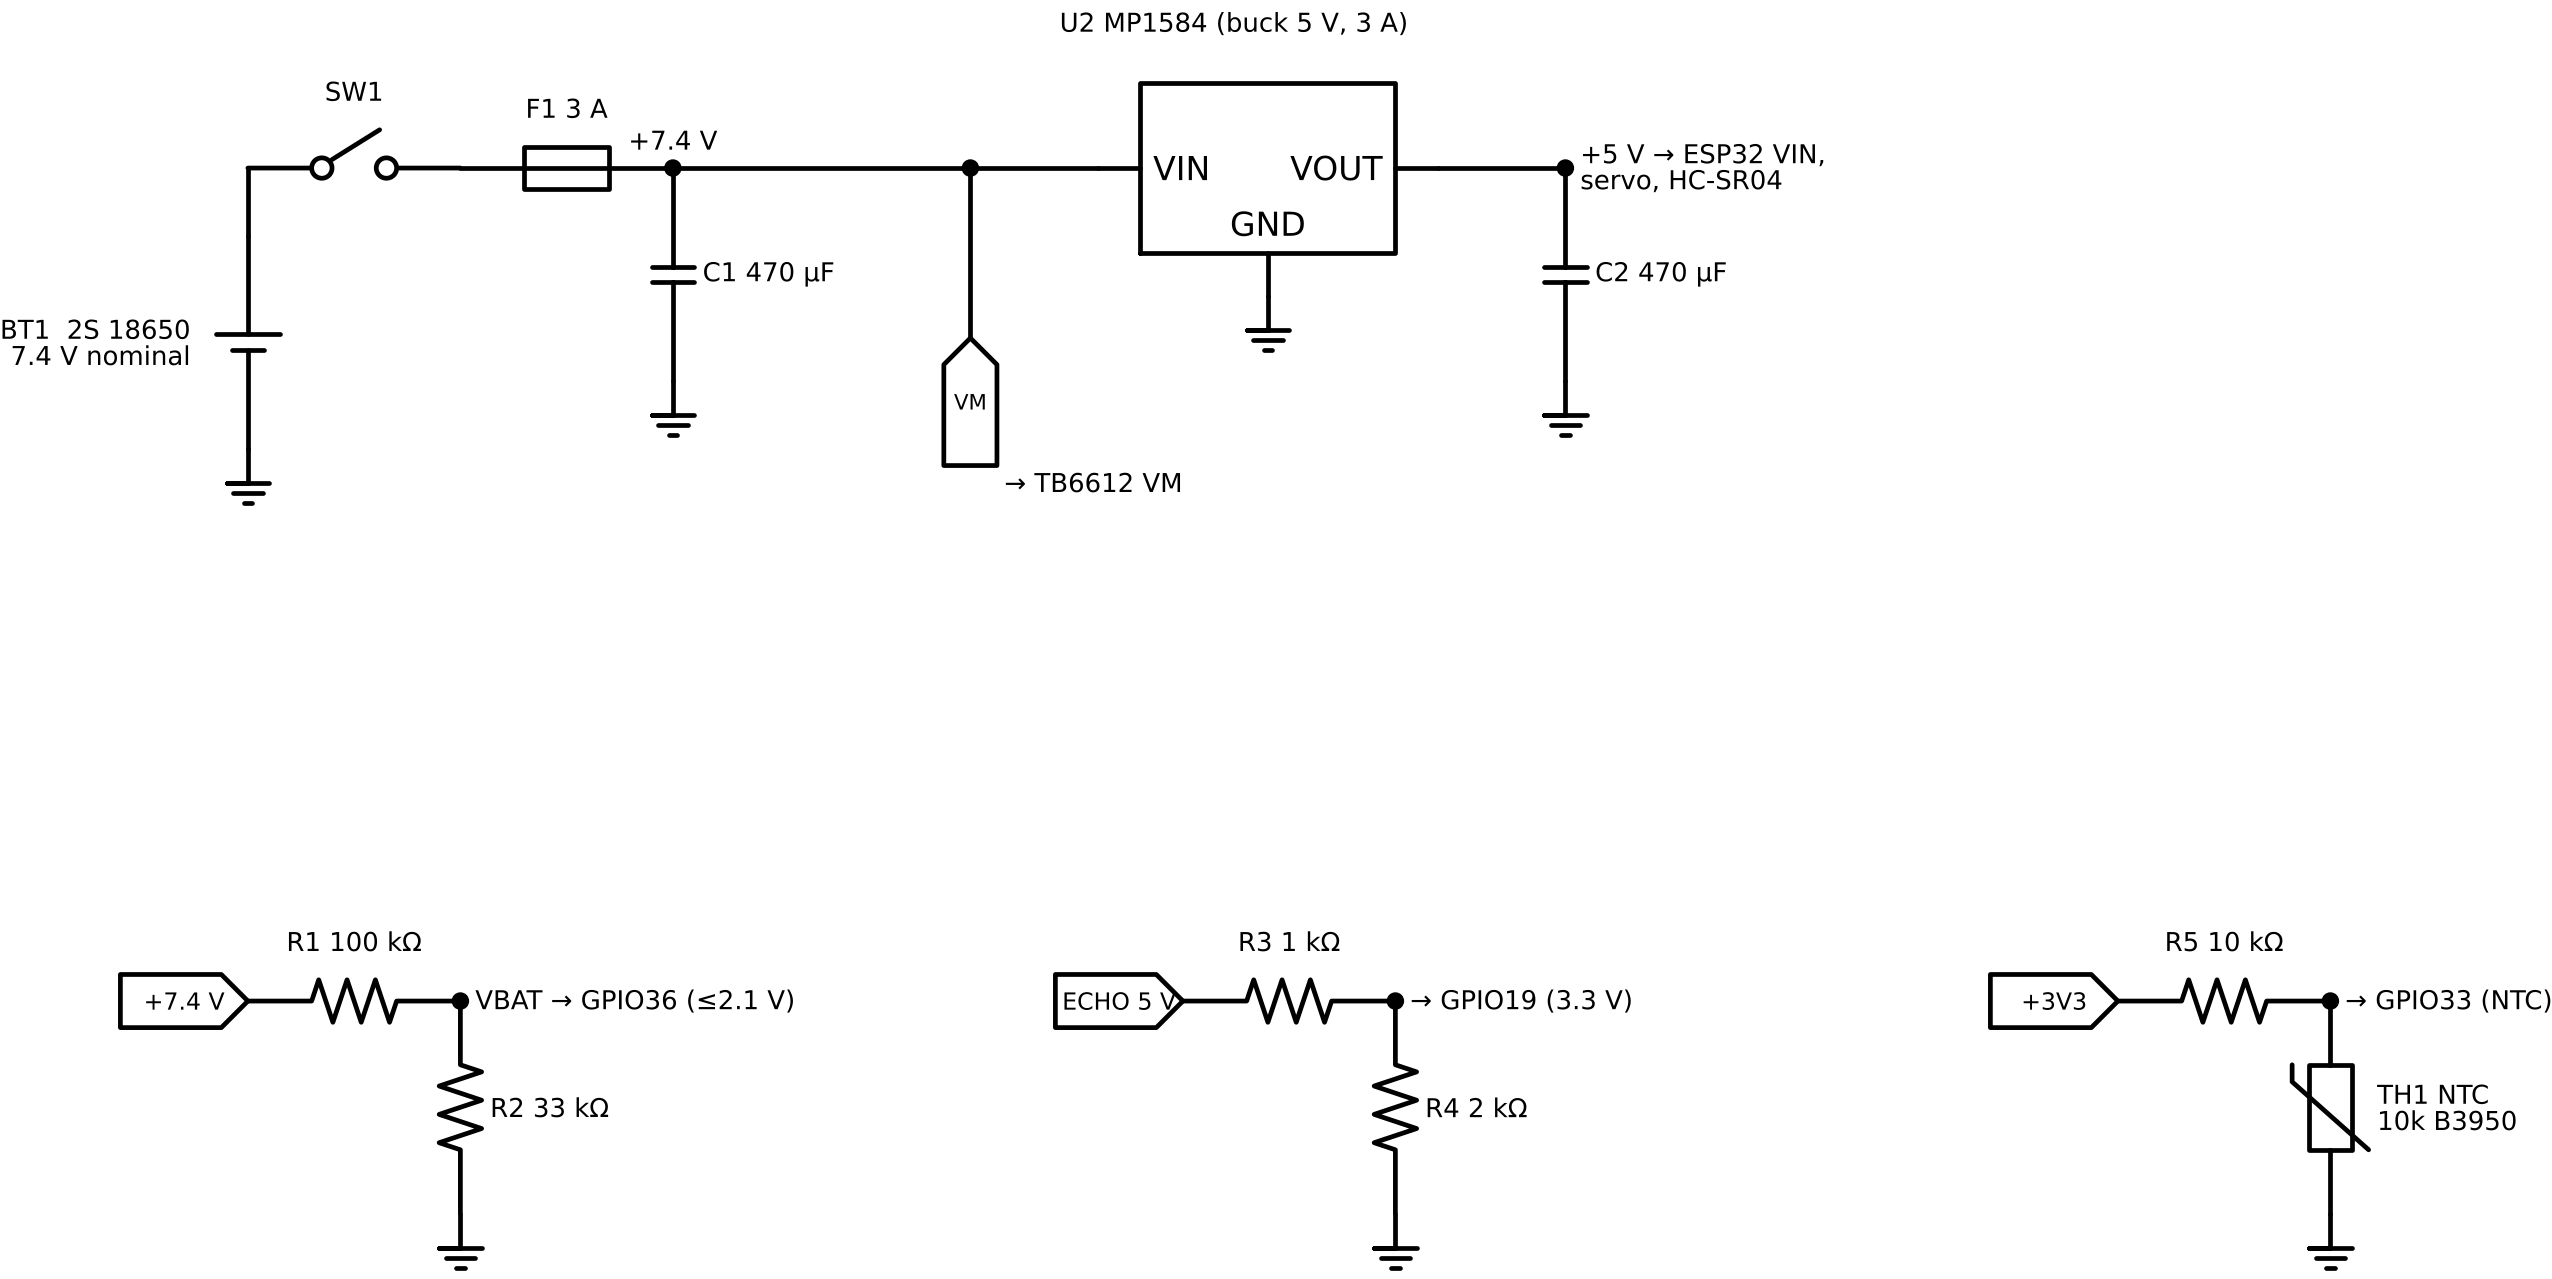 U2 MP1584 (buck 5 V, 3 A)
SW1
F1 3 A
+7.4 V
VIN
VOUT
GND
+5 V → ESP32 VIN,
servo, HC-SR04
C1 470 µF
C2 470 µF
BT1  2S 18650
7.4 V nominal
VM
→ TB6612 VM
R1 100 kΩ
+7.4 V
VBAT → GPIO36 (≤2.1 V)
R2 33 kΩ
R3 1 kΩ
ECHO 5 V
→ GPIO19 (3.3 V)
R4 2 kΩ
R5 10 kΩ
+3V3
→ GPIO33 (NTC)
TH1 NTC
10k B3950